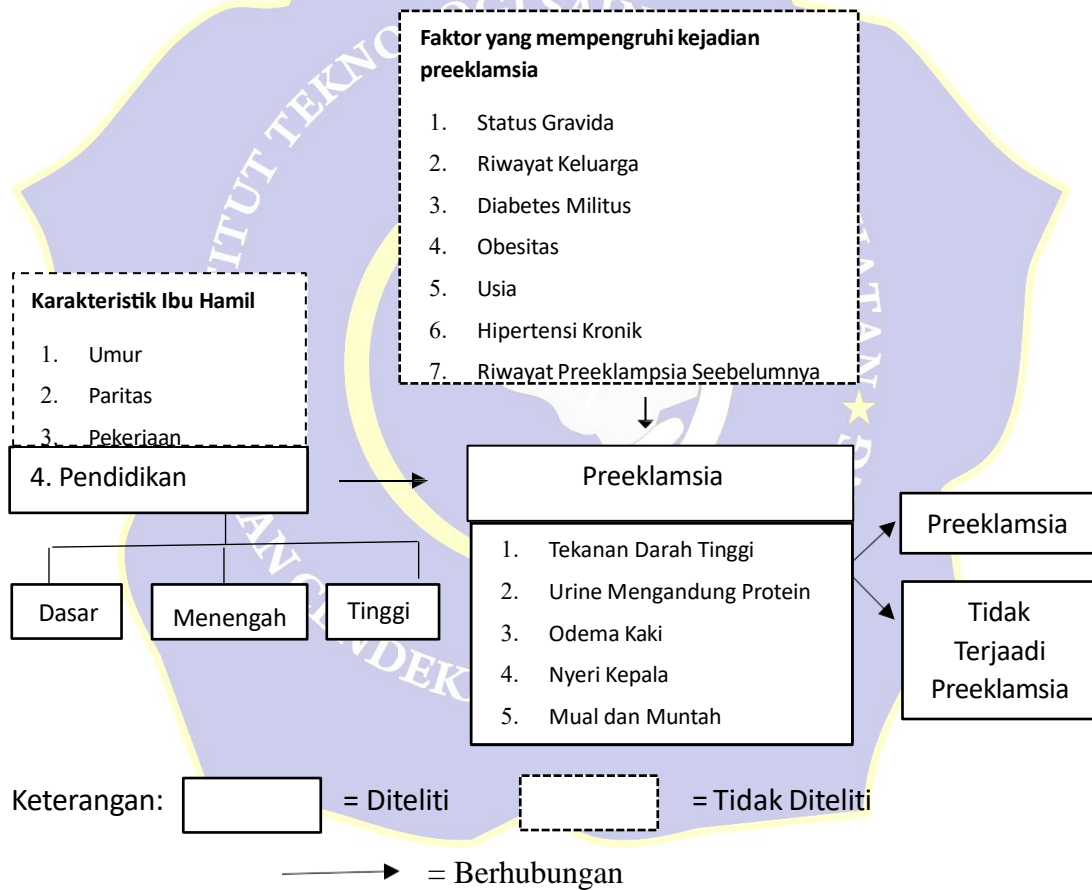 Faktor yang mempengruhi kejadian
preeklamsia
1. Status Gravida
2. Riwayat Keluarga
3. Diabetes Militus
4. Obesitas
5. Usia
6. Hipertensi Kronik
7. Riwayat Preeklampsia Seebelumnya
Karakteristik Ibu Hamil
1. Umur
2. Paritas
3. Pekerjaan
4. Pendidikan
Dasar
Menengah
Tinggi
Preeklamsia
1. Tekanan Darah Tinggi
2. Urine Mengandung Protein
3. Odema Kaki
4. Nyeri Kepala
5. Mual dan Muntah
Preeklamsia
Tidak
Terjaadi
Preeklamsia
Keterangan: = Diteliti = Tidak Diteliti
= Berhubungan